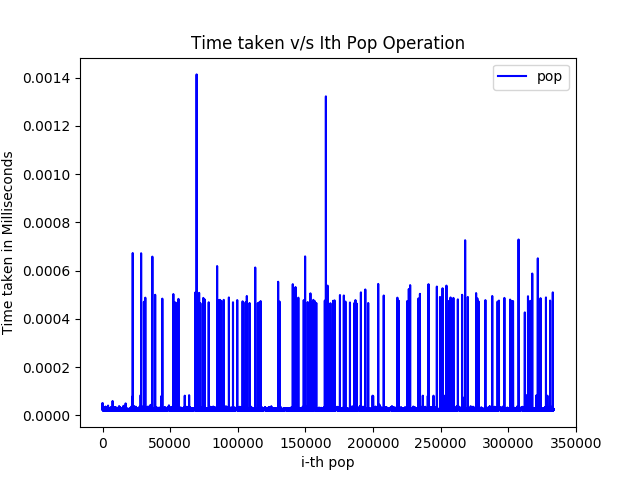 Time taken v/s Ith Pop Operation
pop
Time taken in Milliseconds
0.0014
0.0012
0.0010
0.0008
0.0006
0.0004
0.0002
0.0000
0 50000 100000 150000 200000 250000 300000 350000
i-th pop